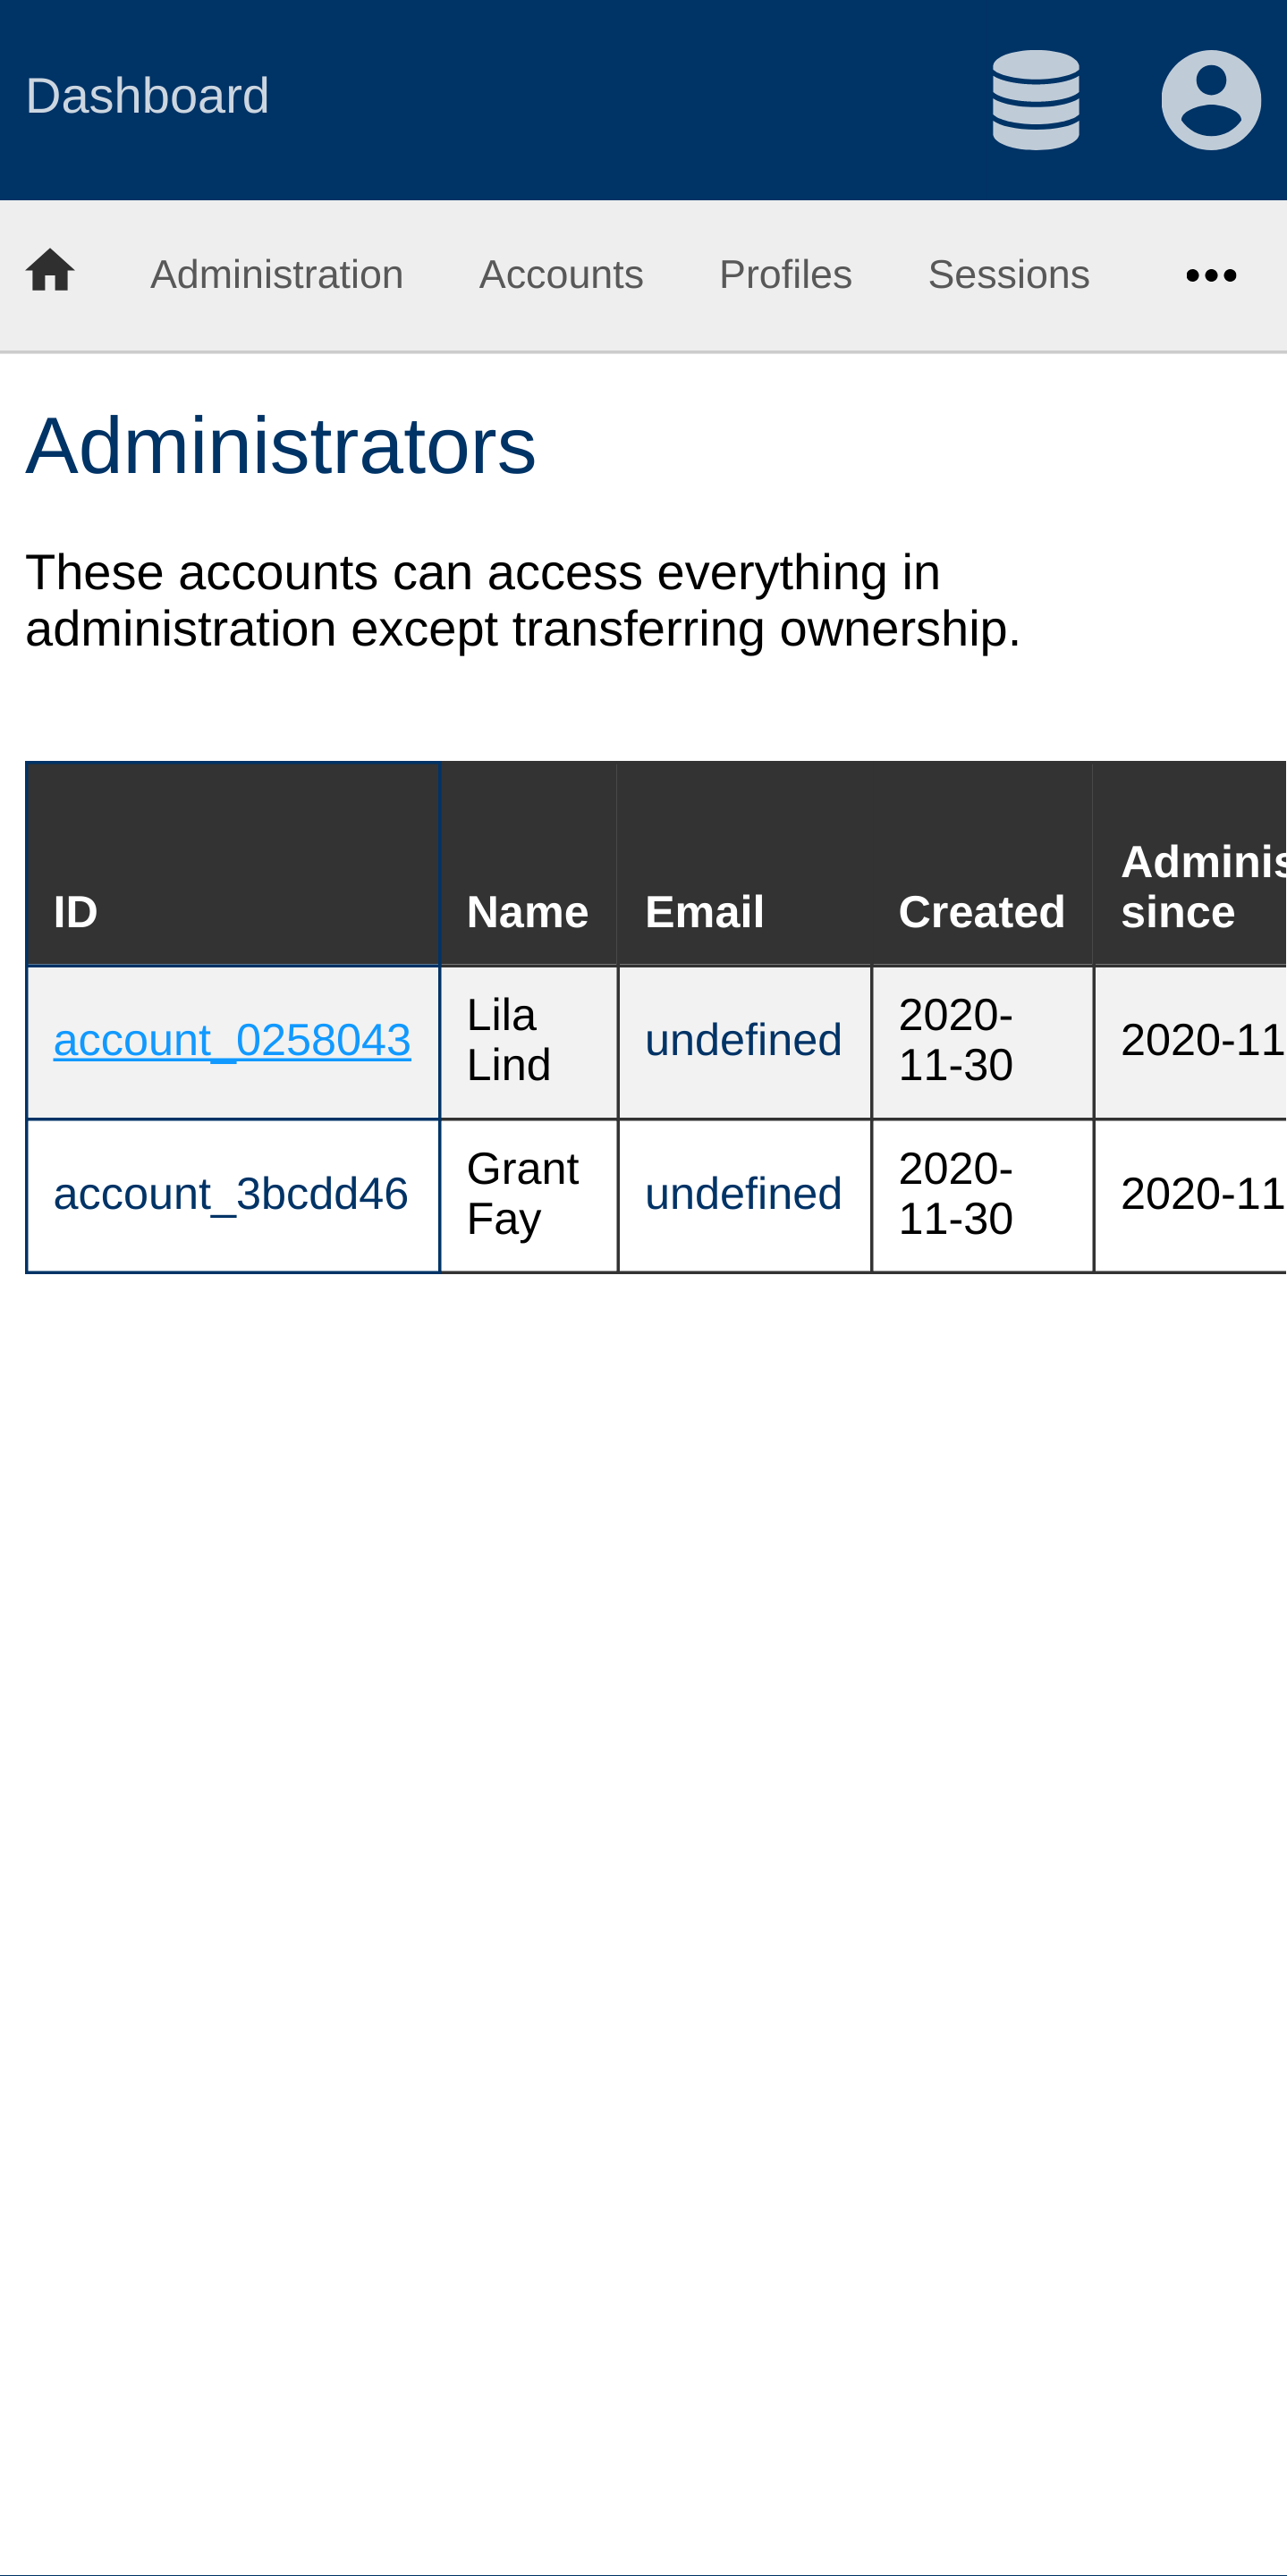 Dashboard
Administration Accounts Profiles Sessions
Administrators
These accounts can access everything in
administration except transferring ownership.
ID Name Email Created Adminis
since
account_0258043 Lila
Lind undefined 2020-
11-30 2020-11
account_3bcdd46 Grant
Fay undefined 2020-
11-30 2020-11